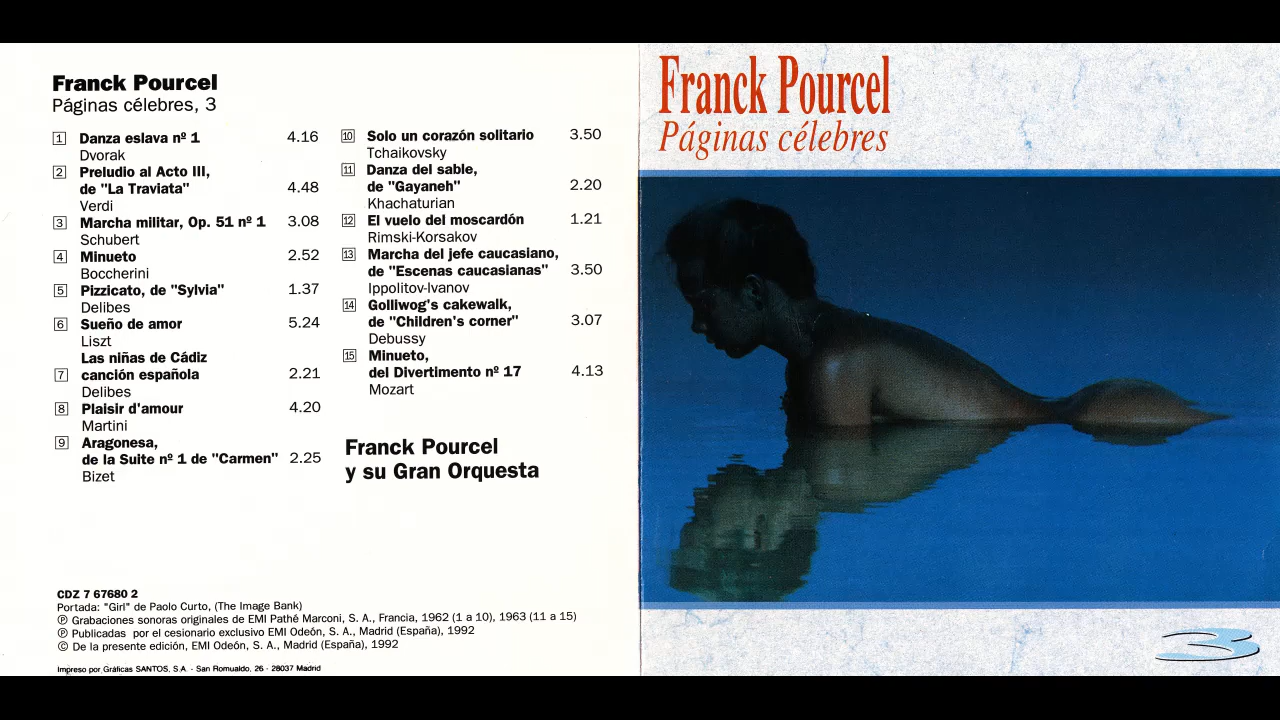 Franck Pourcel
Páginas célebres, 3
1 Danza eslava nº 1 4.16
Dvorak
2 Preludio al Acto III,
de "La Traviata" 4.48
Verdi
3 Marcha militar, Op. 51 nº 1 3.08
Schubert
4 Minueto 2.52
Boccherini
5 Pizzicato, de "Sylvia" 1.37
Delibes
6 Sueño de amor 5.24
Liszt
Las niñas de Cádiz
7 canción española 2.21
Delibes
8 Plaisir d'amour 4.20
Martini
9 Aragonesa,
de la Suite nº 1 de "Carmen" 2.25
Bizet
10 Solo un corazón solitario 3.50
Tchaikovsky
11 Danza del sable,
de "Gayaneh" 2.20
Khachaturian
12 El vuelo del moscardón 1.21
Rimski-Korsakov
13 Marcha del jefe caucasiano,
de "Escenas caucasianas" 3.50
Ippolitov-Ivanov
14 Golliwog's cakewalk,
de "Children's corner" 3.07
Debussy
15 Minueto,
del Divertimento nº 17 4.13
Mozart
Franck Pourcel
y su Gran Orquesta
CDZ 7 67680 2
Portada: "Girl" de Paolo Curto, (The Image Bank)
℗ Grabaciones sonoras originales de EMI Pathé Marconi, S. A., Francia, 1962 (1 a 10), 1963 (11 a 15)
℗ Publicadas por el cesionario exclusivo EMI Odeón, S. A., Madrid (España), 1992
© De la presente edición, EMI Odeón, S. A., Madrid (España), 1992
Impreso por Gráficas SANTOS, S.A. - San Romualdo, 26 - 28037 Madrid
Franck Pourcel
Páginas célebres
3